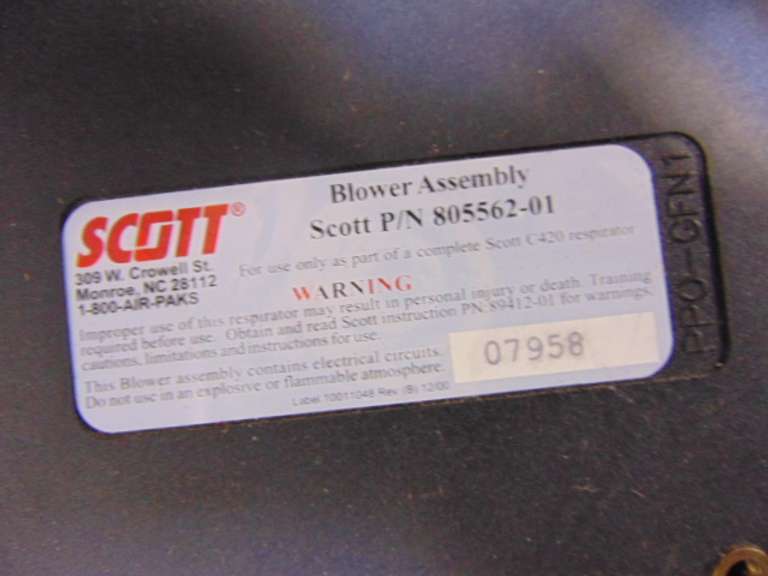 SCOTT®
309 W. Crowell St.
Monroe, NC 28112
1-800-AIR-PAKS
Blower Assembly
Scott P/N 805562-01
For use only as part of a complete Scott C420 respirator
WARNING
Improper use of this respirator may result in personal injury or death. Training
required before use. Obtain and read Scott instruction PN 89412-01 for warnings,
cautions, limitations and instructions for use.
This Blower assembly contains electrical circuits.
Do not use in an explosive or flammable atmosphere.
07958
Label 10011048 Rev. (B) 12/00
PPO-GFN1